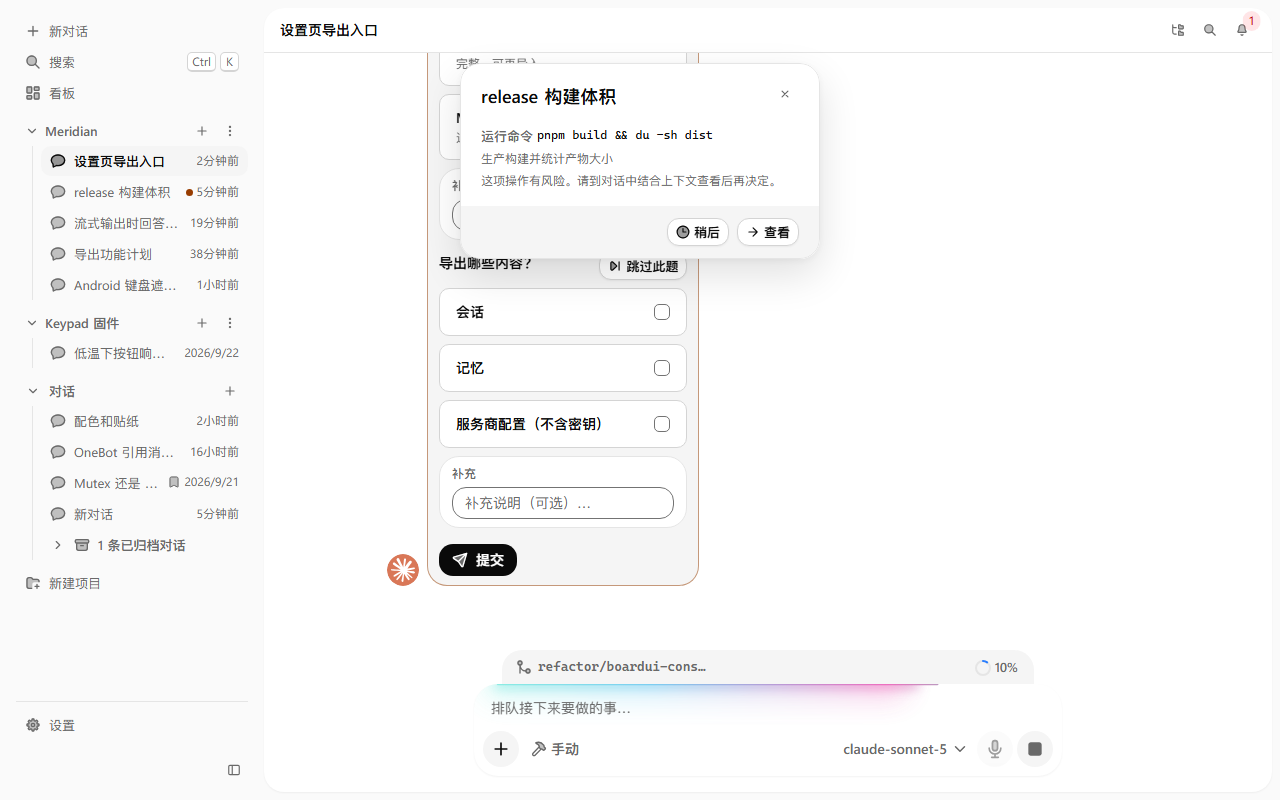 新对话
搜索 Ctrl K
看板
Meridian
设置页导出入口 2分钟前
release 构建体积 5分钟前
流式输出时回答… 19分钟前
导出功能计划 38分钟前
Android 键盘遮… 1小时前
Keypad 固件
低温下按钮响… 2026/9/22
对话
配色和贴纸 2小时前
OneBot 引用消… 16小时前
Mutex 还是 … 2026/9/21
新对话 5分钟前
1 条已归档对话
新建项目
设置
设置页导出入口
1
release 构建体积
运行命令 pnpm build && du -sh dist
生产构建并统计产物大小
这项操作有风险。请到对话中结合上下文查看后再决定。
稍后 查看
导出哪些内容? 跳过此题
会话
记忆
服务商配置（不含密钥）
补充
补充说明（可选）…
提交
refactor/boardui-cons… 10%
排队接下来要做的事…
手动 claude-sonnet-5